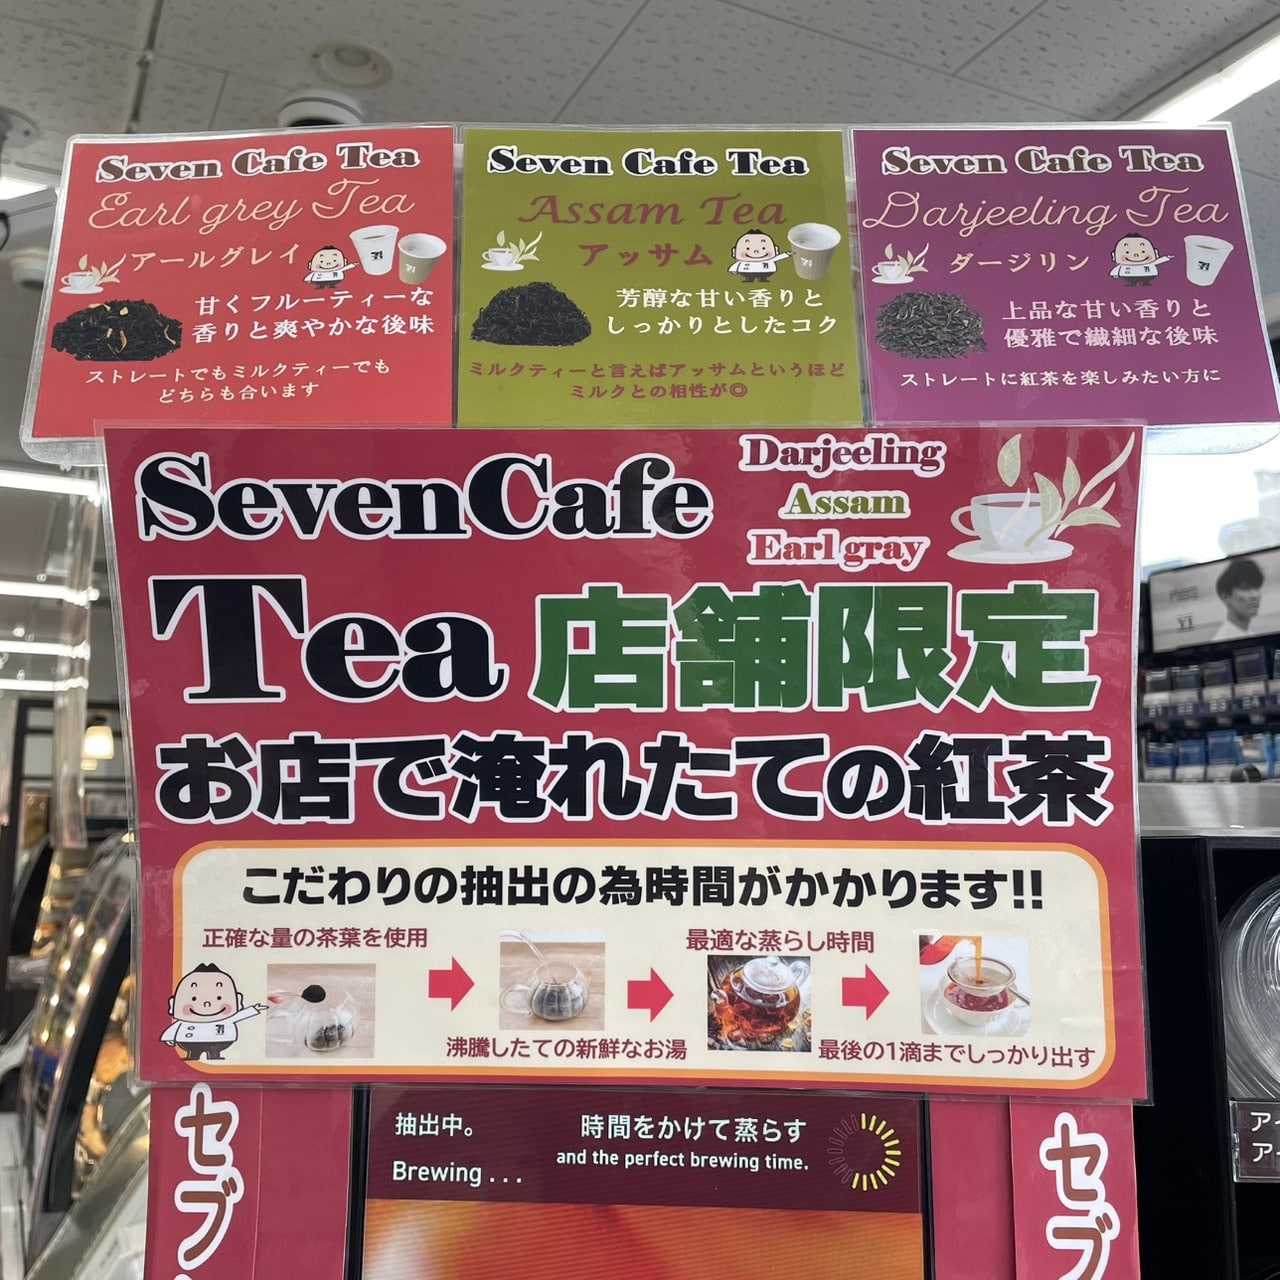 Seven Cafe Tea
Earl grey Tea
アールグレイ
甘くフルーティーな
香りと爽やかな後味
ストレートでもミルクティーでも
どちらも合います
Seven Cafe Tea
Assam Tea
アッサム
芳醇な甘い香りと
しっかりとしたコク
ミルクティーと言えばアッサムというほど
ミルクとの相性が◎
Seven Cafe Tea
Darjeeling Tea
ダージリン
上品な甘い香りと
優雅で繊細な後味
ストレートに紅茶を楽しみたい方に
SevenCafe
Darjeeling
Assam
Earl gray
Tea 店舗限定
お店で淹れたての紅茶
こだわりの抽出の為時間がかかります!!
正確な量の茶葉を使用
沸騰したての新鮮なお湯
最適な蒸らし時間
最後の1滴までしっかり出す
抽出中。
Brewing...
時間をかけて蒸らす
and the perfect brewing time.
セブ
セブ
21 22 23 24